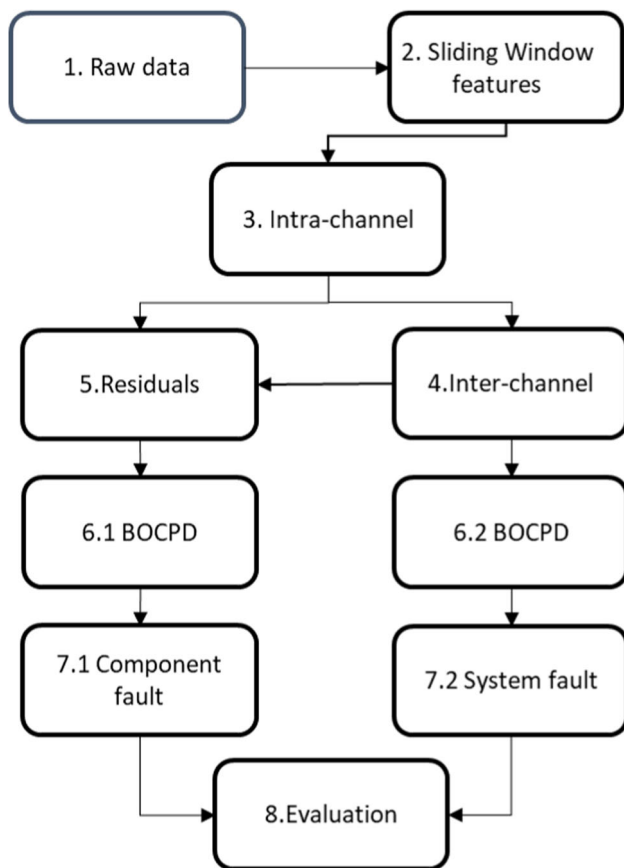 1. Raw data
2. Sliding Window
features
3. Intra-channel
5.Residuals
4.Inter-channel
6.1 BOCPD
6.2 BOCPD
7.1 Component
fault
7.2 System fault
8.Evaluation